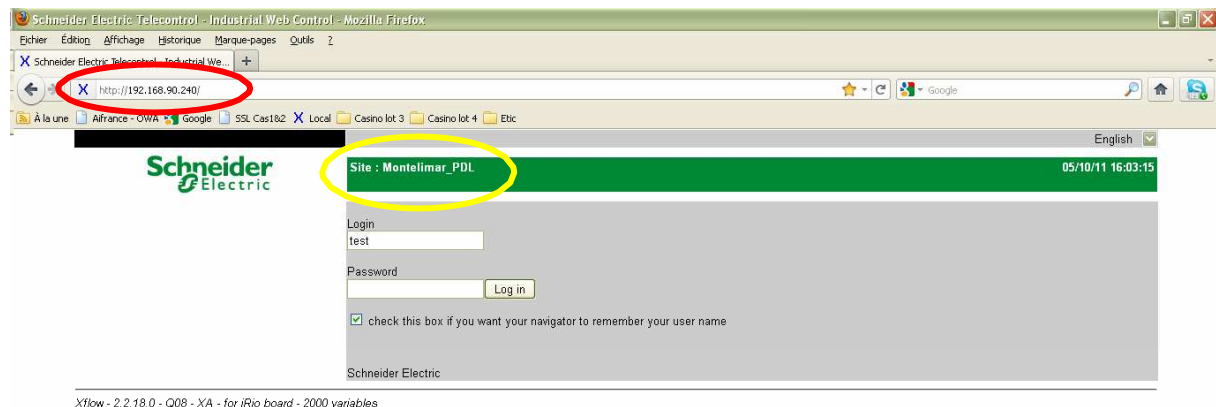 Schneider Electric Telecontrol - Industrial Web Control - Mozilla Firefox
Fichier Édition Affichage Historique Marque-pages Outils ?
Schneider Electric Telecontrol - Industrial We... +
http://192.168.90.240/
Google
À la une Aifrance - OWA Google SSL Cas1&2 Local Casino lot 3 Casino lot 4 Etic
English
Schneider Electric
Site : Montelimar_PDL 05/10/11 16:03:15
Login
test
Password
Log in
check this box if you want your navigator to remember your user name
Schneider Electric
Xflow - 2.2.18.0 - Q08 - XA - for iRio board - 2000 variables